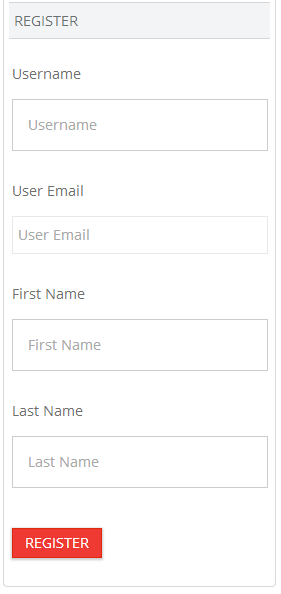 REGISTER
Username
Username
User Email
User Email
First Name
First Name
Last Name
Last Name
REGISTER